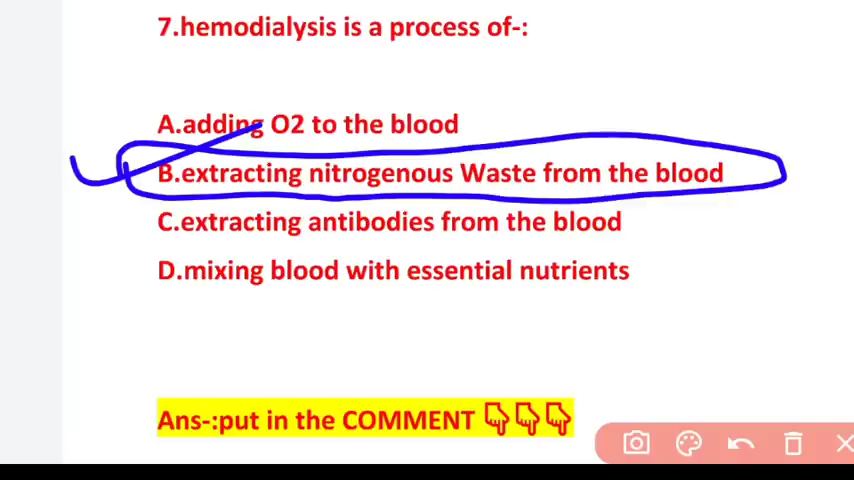 7.hemodialysis is a process of-:
A.adding O2 to the blood
B.extracting nitrogenous Waste from the blood
C.extracting antibodies from the blood
D.mixing blood with essential nutrients
Ans-:put in the COMMENT 👇👇👇